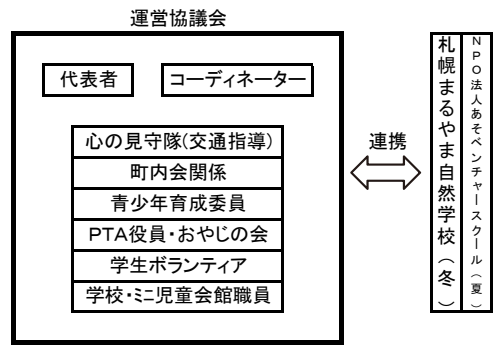 運営協議会
代表者
コーディネーター
心の見守隊(交通指導)
町内会関係
青少年育成委員
PTA役員・おやじの会
学生ボランティア
学校・ミニ児童会館職員
連携
札幌まるやま自然学校(冬)
NPO法人あそベンチャースクール(夏)